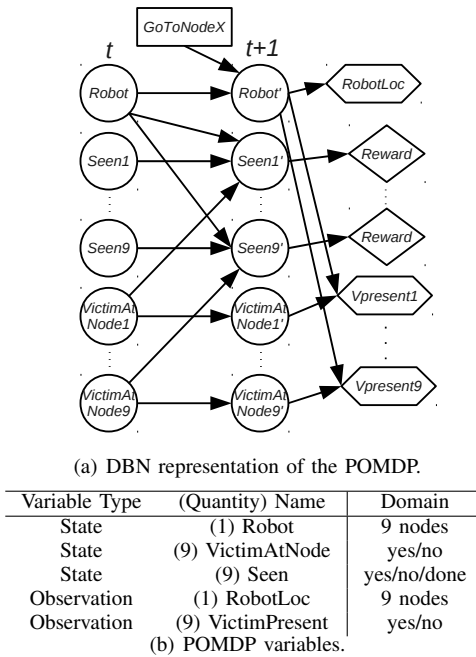 GoToNodeX
t
t+1
Robot
Robot'
RobotLoc
Seen1
Seen1'
Reward
Seen9
Seen9'
Reward
VictimAt
Node1
VictimAt
Node1'
Vpresent1
VictimAt
Node9
VictimAt
Node9'
Vpresent9
(a) DBN representation of the POMDP.
Variable Type (Quantity) Name Domain
State (1) Robot 9 nodes
State (9) VictimAtNode yes/no
State (9) Seen yes/no/done
Observation (1) RobotLoc 9 nodes
Observation (9) VictimPresent yes/no
(b) POMDP variables.